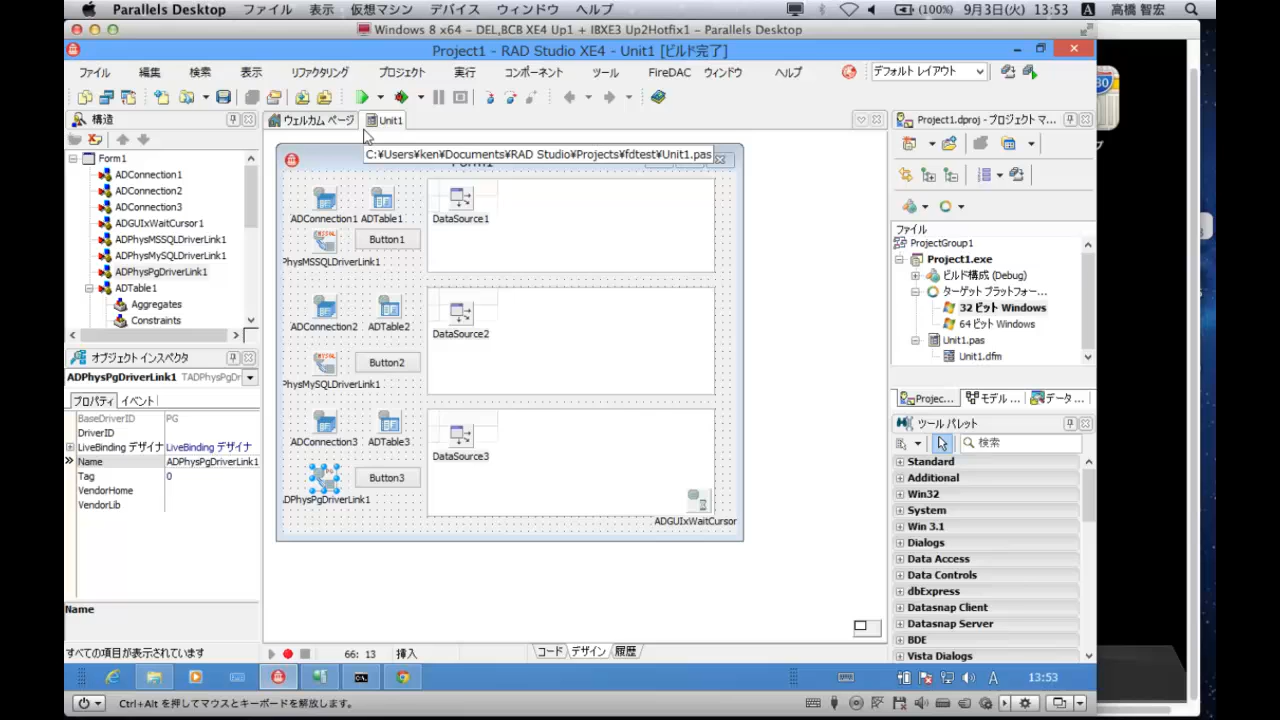 Parallels Desktop ファイル 表示 仮想マシン デバイス ウィンドウ ヘルプ (100%) 9月3日(火) 13:53 A 高橋 智宏
Windows 8 x64 – DEL,BCB XE4 Up1 + IBXE3 Up2Hotfix1 – Parallels Desktop
Project1 - RAD Studio XE4 - Unit1 [ビルド完了]
ファイル 編集 検索 表示 リファクタリング プロジェクト 実行 コンポーネント ツール FireDAC ウィンドウ ヘルプ デフォルト レイアウト
構造
ウェルカム ページ Unit1
Project1.dproj - プロジェクト マ...
C:¥Users¥ken¥Documents¥RAD Studio¥Projects¥fdtest¥Unit1.pas
Form1
ADConnection1
ADConnection2
ADConnection3
ADGUIxWaitCursor1
ADPhysMSSQLDriverLink1
ADPhysMySQLDriverLink1
ADPhysPgDriverLink1
ADTable1
Aggregates
Constraints
オブジェクト インスペクタ
ADPhysPgDriverLink1 TADPhysPgDr
プロパティ イベント
BaseDriverID PG
DriverID
LiveBinding デザイナ LiveBinding デザイナ
Name ADPhysPgDriverLink1
Tag 0
VendorHome
VendorLib
Name
すべての項目が表示されています
ADConnection1 ADTable1 DataSource1
Button1
PhysMSSQLDriverLink1
ADConnection2 ADTable2 DataSource2
Button2
PhysMySQLDriverLink1
ADConnection3 ADTable3 DataSource3
Button3
DPhysPgDriverLink1
ADGUIxWaitCursor
66: 13 挿入
コード デザイン 履歴
ファイル
ProjectGroup1
Project1.exe
ビルド構成 (Debug)
ターゲット プラットフォー...
32 ビット Windows
64 ビット Windows
Unit1.pas
Unit1.dfm
Projec... モデル ... データ...
ツール パレット
検索
Standard
Additional
Win32
System
Win 3.1
Dialogs
Data Access
Data Controls
dbExpress
Datasnap Client
Datasnap Server
BDE
Vista Dialogs
A 13:53
Ctrl+Alt を押してマウスとキーボードを解放します。